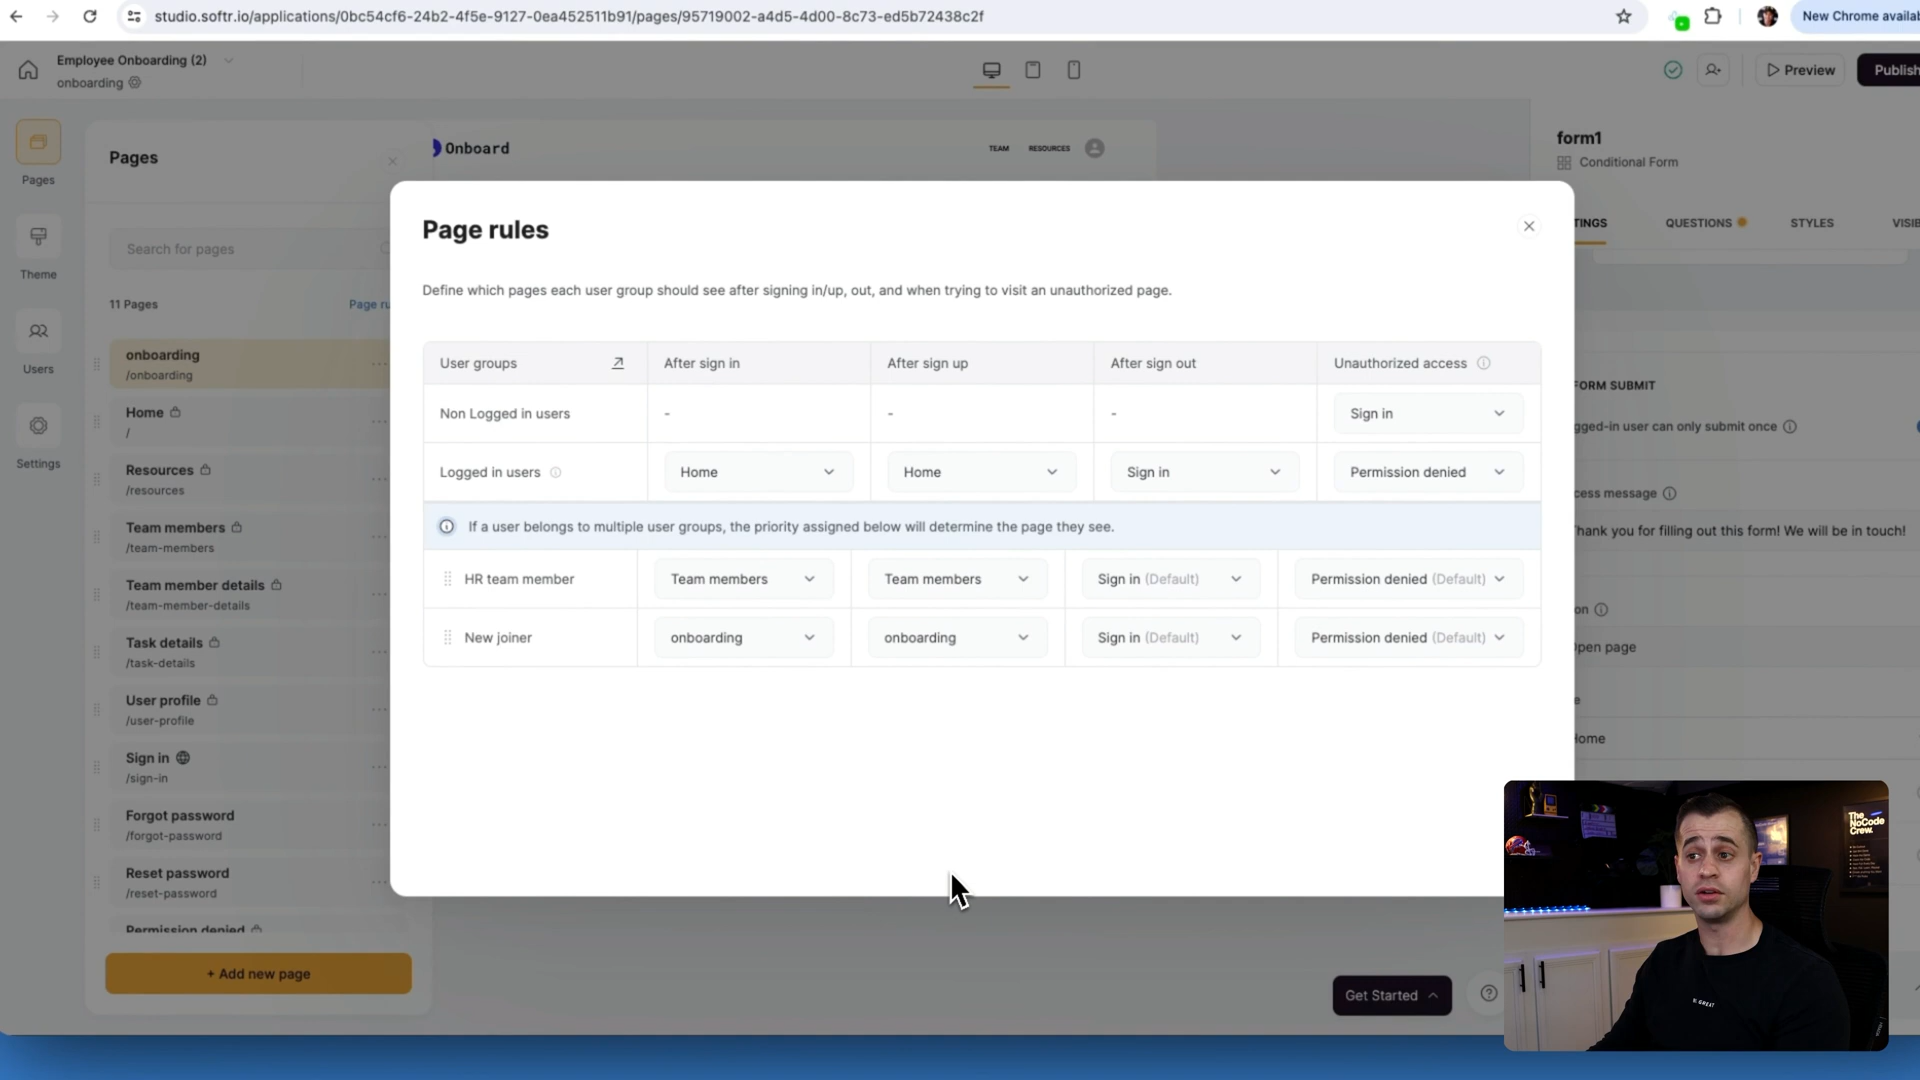 studio.softr.io/applications/0bc54cf6-24b2-4f5e-9127-0ea452511b91/pages/95719002-a4d5-4d00-8c73-ed5b72438c2f
New Chrome availab
Employee Onboarding (2)
onboarding
Preview
Publish
Pages
Theme
Users
Settings
Pages
Search for pages
11 Pages
Page ru
onboarding
/onboarding
Home
/
Resources
/resources
Team members
/team-members
Team member details
/team-member-details
Task details
/task-details
User profile
/user-profile
Sign in
/sign-in
Forgot password
/forgot-password
Reset password
/reset-password
Permission denied
+ Add new page
Onboard
TEAM
RESOURCES
Page rules
Define which pages each user group should see after signing in/up, out, and when trying to visit an unauthorized page.
User groups
After sign in
After sign up
After sign out
Unauthorized access
Non Logged in users
-
-
-
Sign in
Logged in users
Home
Home
Sign in
Permission denied
If a user belongs to multiple user groups, the priority assigned below will determine the page they see.
HR team member
Team members
Team members
Sign in (Default)
Permission denied (Default)
New joiner
onboarding
onboarding
Sign in (Default)
Permission denied (Default)
form1
Conditional Form
TINGS
QUESTIONS
STYLES
VISIB
FORM SUBMIT
gged-in user can only submit once
cess message
hank you for filling out this form! We will be in touch!
on
Open page
e
Home
Get Started
The
NoCode
Crew.